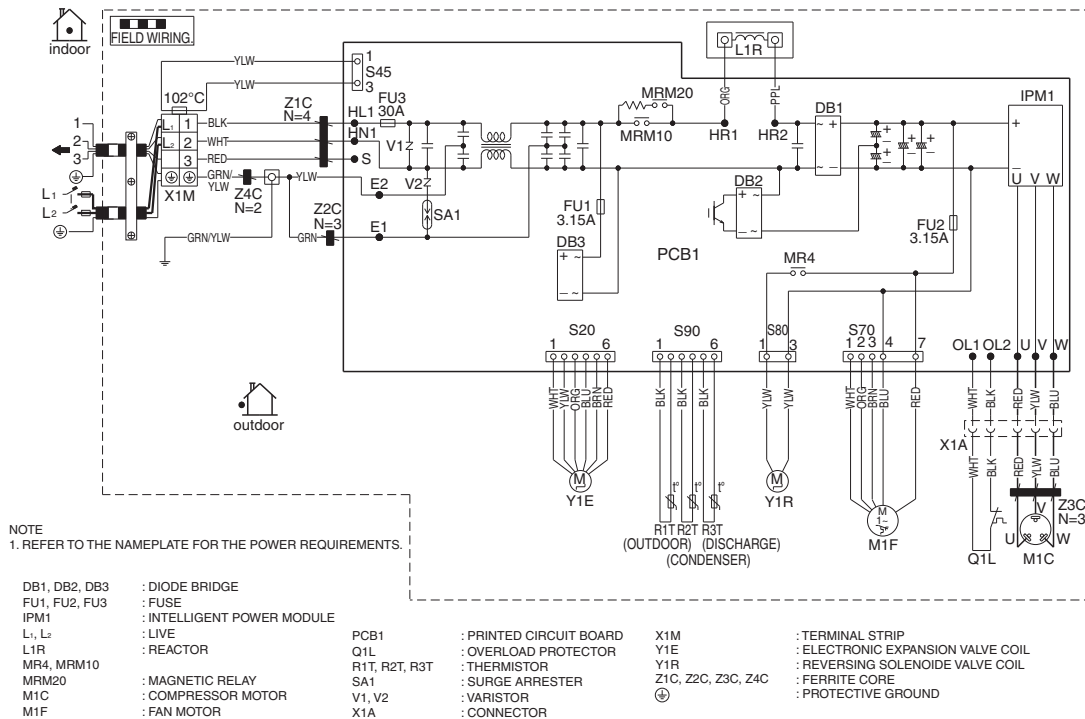 indoor
FIELD WIRING.
YLW
YLW
1
S45
3
102°C
Z1C
N=4
HL1
FU3
30A
HN1
S
1
2
3
L₁ 1
L₂ 2
3
X1M
BLK
WHT
RED
GRN/
YLW
YLW
L₁
L₂
Z4C
N=2
Z2C
N=3
GRN/YLW
GRN
E2
E1
V1
V2
SA1
MRM20
MRM10
L1R
ORG
PPL
HR1
HR2
DB1
~ +
~ −
+ −
+ −
+ −
+ −
IPM1
+
−
U V W
FU1
3.15A
DB3
+ ~
− ~
DB2
+ ~
− ~
PCB1
FU2
3.15A
MR4
S20
1 6
S90
1 6
S80
1 3
S70
1 2 3 4 7
OL1 OL2 U V W
WHT YLW ORG BLU BRN RED
BLK BLK BLK
YLW YLW
WHT ORG BRN BLU RED
WHT BLK RED YLW BLU
X1A
WHT BLK RED YLW BLU
M
Y1E
t° t° t°
R1T R2T R3T
(OUTDOOR) (DISCHARGE)
(CONDENSER)
M
Y1R
M
1~
M1F
Q1L
Z3C
N=3
V
U W
M1C
outdoor
NOTE
1. REFER TO THE NAMEPLATE FOR THE POWER REQUIREMENTS.
DB1, DB2, DB3 : DIODE BRIDGE
FU1, FU2, FU3 : FUSE
IPM1 : INTELLIGENT POWER MODULE
L₁, L₂ : LIVE
L1R : REACTOR
MR4, MRM10
MRM20 : MAGNETIC RELAY
M1C : COMPRESSOR MOTOR
M1F : FAN MOTOR
PCB1 : PRINTED CIRCUIT BOARD
Q1L : OVERLOAD PROTECTOR
R1T, R2T, R3T : THERMISTOR
SA1 : SURGE ARRESTER
V1, V2 : VARISTOR
X1A : CONNECTOR
X1M : TERMINAL STRIP
Y1E : ELECTRONIC EXPANSION VALVE COIL
Y1R : REVERSING SOLENOIDE VALVE COIL
Z1C, Z2C, Z3C, Z4C : FERRITE CORE
: PROTECTIVE GROUND